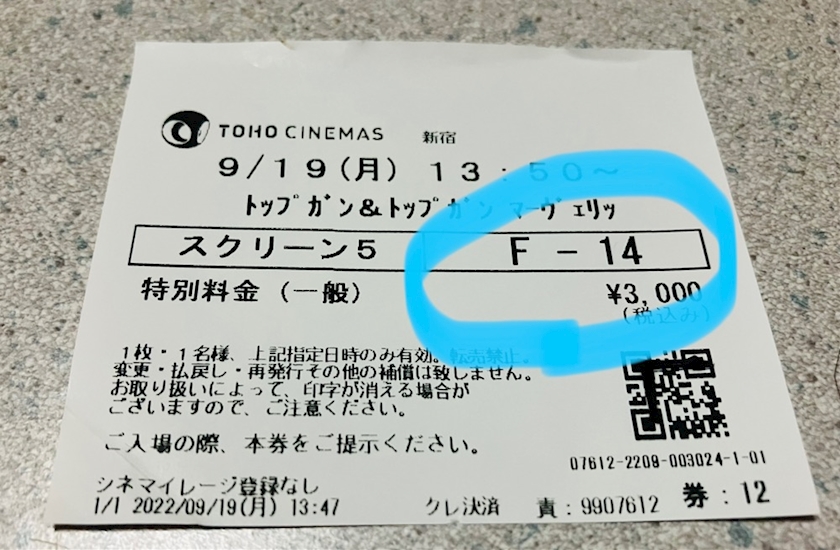 TOHO CINEMAS 新宿
9/19(月) 13:50~
ﾄｯﾌﾟｶﾞﾝ&ﾄｯﾌﾟｶﾞﾝ ﾏｰｳﾞｪﾘｯ
スクリーン5 F - 14
特別料金(一般) ¥3,000
(税込み)
1枚・1名様、上記指定日時のみ有効。転売禁止。
変更・払戻し・再発行その他の補償は致しません。
お取り扱いによって、印字が消える場合が
ございますので、ご注意ください。
ご入場の際、本券をご提示ください。
07612-2209-003024-1-01
シネマイレージ登録なし
1/1 2022/09/19(月) 13:47 クレ決済 責:9907612 券:12